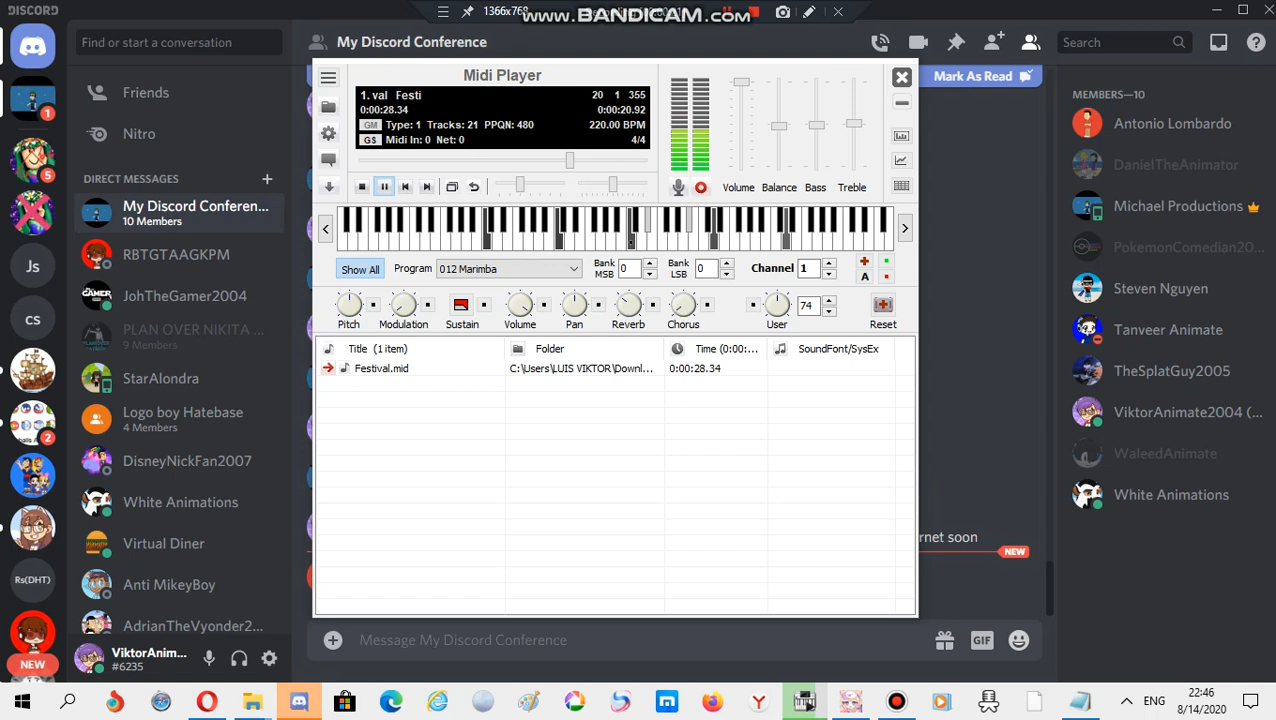 DISCORD
1366x768
www.BANDICAM.com
Find or start a conversation
My Discord Conference
Search
Friends
Nitro
DIRECT MESSAGES
My Discord Conferen...
10 Members
RBTGTAAGKPM
JohTheGamer2004
PLAN OVER NIKITA ...
9 Members
StarAlondra
Logo boy Hatebase
4 Members
DisneyNickFan2007
White Animations
Virtual Diner
Anti MikeyBoy
AdrianTheVyonder2...
ViktorAnim...
#6235
1
5
Js
cs
2
Rs(DHT)
NEW
Midi Player
1. val Festi 20 1 355
0:00:28.34 0:00:20.92
GM Type: 1 Tracks: 21 PPQN: 480 220.00 BPM
GS Midi In: 0 Net: 0 4/4
Volume Balance Bass Treble
Show All Program 012 Marimba Bank MSB 0 Bank LSB 0 Channel 1 A
74
Pitch Modulation Sustain Volume Pan Reverb Chorus User Reset
Title (1 item) Folder Time (0:00:... SoundFont/SysEx
Festival.mid C:\Users\LUIS VIKTOR\Downl... 0:00:28.34
Mark As Read
rnet soon
NEW
Message My Discord Conference
GIF
MEMBERS—10
Antonio Lombardo
DanielTheAnimator
Michael Productions
PokemonComedian20...
Steven Nguyen
Tanveer Animate
TheSplatGuy2005
ViktorAnimate2004 (...
WaleedAnimate
White Animations
ENG
22:46
8/14/2020